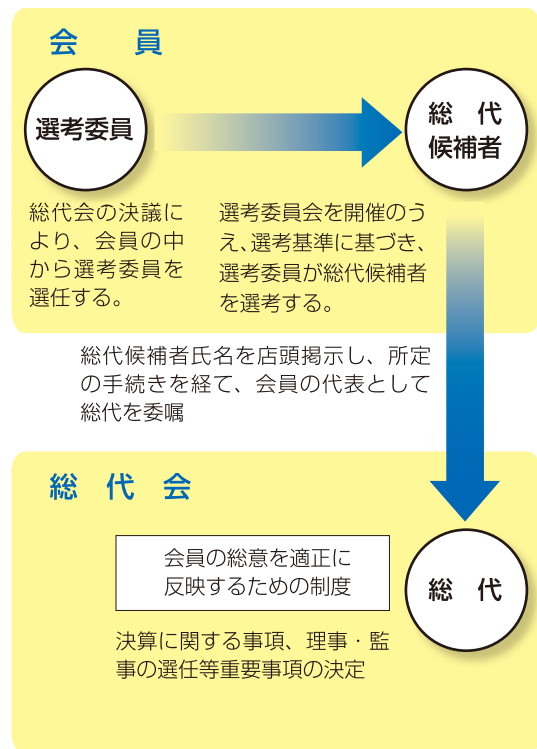 会　員
選考委員
総　代
候補者
総代会の決議に
より、会員の中
から選考委員を
選任する。
選考委員会を開催のう
え、選考基準に基づき、
選考委員が総代候補者
を選考する。
総代候補者氏名を店頭掲示し、所定
の手続きを経て、会員の代表として
総代を委嘱
総　代　会
会員の総意を適正に
反映するための制度
総　代
決算に関する事項、理事・監
事の選任等重要事項の決定